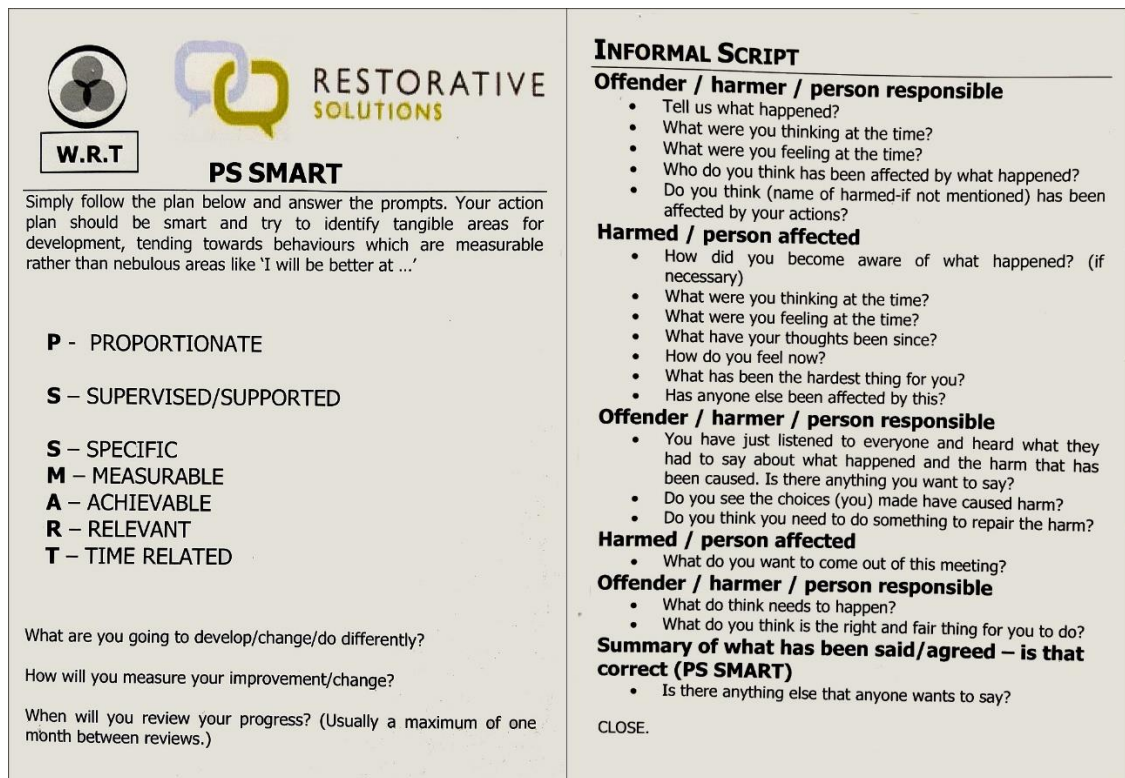 W.R.T
RESTORATIVE
SOLUTIONS
PS SMART
Simply follow the plan below and answer the prompts. Your action
plan should be smart and try to identify tangible areas for
development, tending towards behaviours which are measurable
rather than nebulous areas like ‘I will be better at ...’
P - PROPORTIONATE
S – SUPERVISED/SUPPORTED
S – SPECIFIC
M – MEASURABLE
A – ACHIEVABLE
R – RELEVANT
T – TIME RELATED
What are you going to develop/change/do differently?
How will you measure your improvement/change?
When will you review your progress? (Usually a maximum of one
month between reviews.)
INFORMAL SCRIPT
Offender / harmer / person responsible
• Tell us what happened?
• What were you thinking at the time?
• What were you feeling at the time?
• Who do you think has been affected by what happened?
• Do you think (name of harmed-if not mentioned) has been
affected by your actions?
Harmed / person affected
• How did you become aware of what happened? (if
necessary)
• What were you thinking at the time?
• What were you feeling at the time?
• What have your thoughts been since?
• How do you feel now?
• What has been the hardest thing for you?
• Has anyone else been affected by this?
Offender / harmer / person responsible
• You have just listened to everyone and heard what they
had to say about what happened and the harm that has
been caused. Is there anything you want to say?
• Do you see the choices (you) made have caused harm?
• Do you think you need to do something to repair the harm?
Harmed / person affected
• What do you want to come out of this meeting?
Offender / harmer / person responsible
• What do think needs to happen?
• What do you think is the right and fair thing for you to do?
Summary of what has been said/agreed – is that
correct (PS SMART)
• Is there anything else that anyone wants to say?
CLOSE.